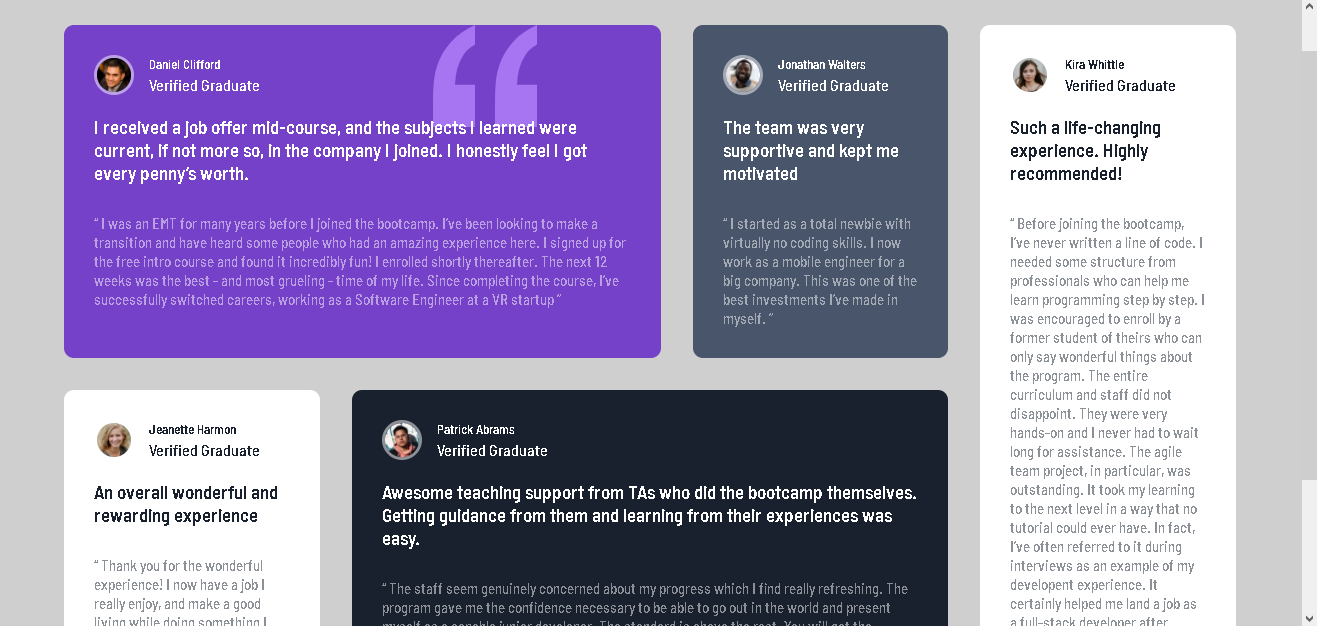 Daniel Clifford
Verified Graduate
I received a job offer mid-course, and the subjects I learned were
current, if not more so, in the company I joined. I honestly feel I got
every penny’s worth.
“ I was an EMT for many years before I joined the bootcamp. I’ve been looking to make a
transition and have heard some people who had an amazing experience here. I signed up for
the free intro course and found it incredibly fun! I enrolled shortly thereafter. The next 12
weeks was the best - and most grueling - time of my life. Since completing the course, I’ve
successfully switched careers, working as a Software Engineer at a VR startup ”
Jonathan Walters
Verified Graduate
The team was very
supportive and kept me
motivated
“ I started as a total newbie with
virtually no coding skills. I now
work as a mobile engineer for a
big company. This was one of the
best investments I’ve made in
myself. ”
Kira Whittle
Verified Graduate
Such a life-changing
experience. Highly
recommended!
“ Before joining the bootcamp,
I’ve never written a line of code. I
needed some structure from
professionals who can help me
learn programming step by step. I
was encouraged to enroll by a
former student of theirs who can
only say wonderful things about
the program. The entire
curriculum and staff did not
disappoint. They were very
hands-on and I never had to wait
long for assistance. The agile
team project, in particular, was
outstanding. It took my learning
to the next level in a way that no
tutorial could ever have. In fact,
I’ve often referred to it during
interviews as an example of my
developent experience. It
certainly helped me land a job as
a full-stack developer after
Jeanette Harmon
Verified Graduate
An overall wonderful and
rewarding experience
“ Thank you for the wonderful
experience! I now have a job I
really enjoy, and make a good
living while doing something I
Patrick Abrams
Verified Graduate
Awesome teaching support from TAs who did the bootcamp themselves.
Getting guidance from them and learning from their experiences was
easy.
“ The staff seem genuinely concerned about my progress which I find really refreshing. The
program gave me the confidence necessary to be able to go out in the world and present
myself as a capable junior developer. The standard is above the rest. You will get the